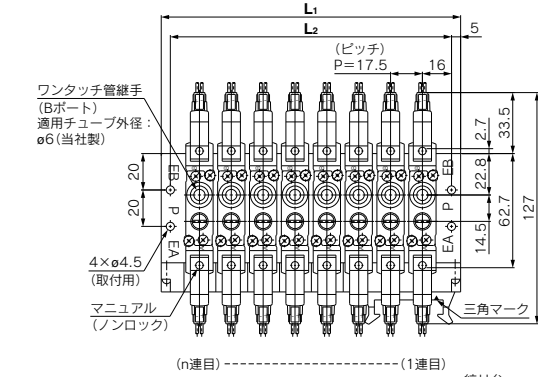 L1
L2
5
(ピッチ)
P=17.5
16
ワンタッチ管継手
(Bポート)
適用チューブ外径：
ø6(当社製)
2.7
33.5
20
20
EB
P
EA
EB
P
EA
22.8
14.5
62.7
127
4×ø4.5
(取付用)
マニュアル
(ノンロック)
三角マーク
(n連目)
(1連目)